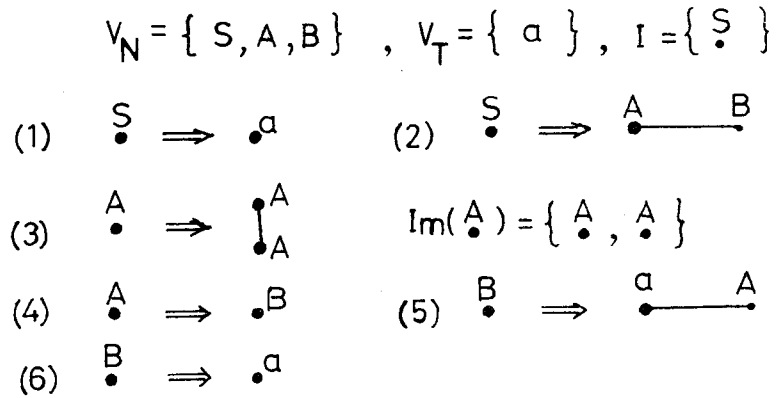 V_N = { S, A, B } , V_T = { a } , I = { S }
(1) S ⟹ a (2) S ⟹ A B
(3) A ⟹ A A Im( A ) = { A , A }
(4) A ⟹ B (5) B ⟹ a A
(6) B ⟹ a